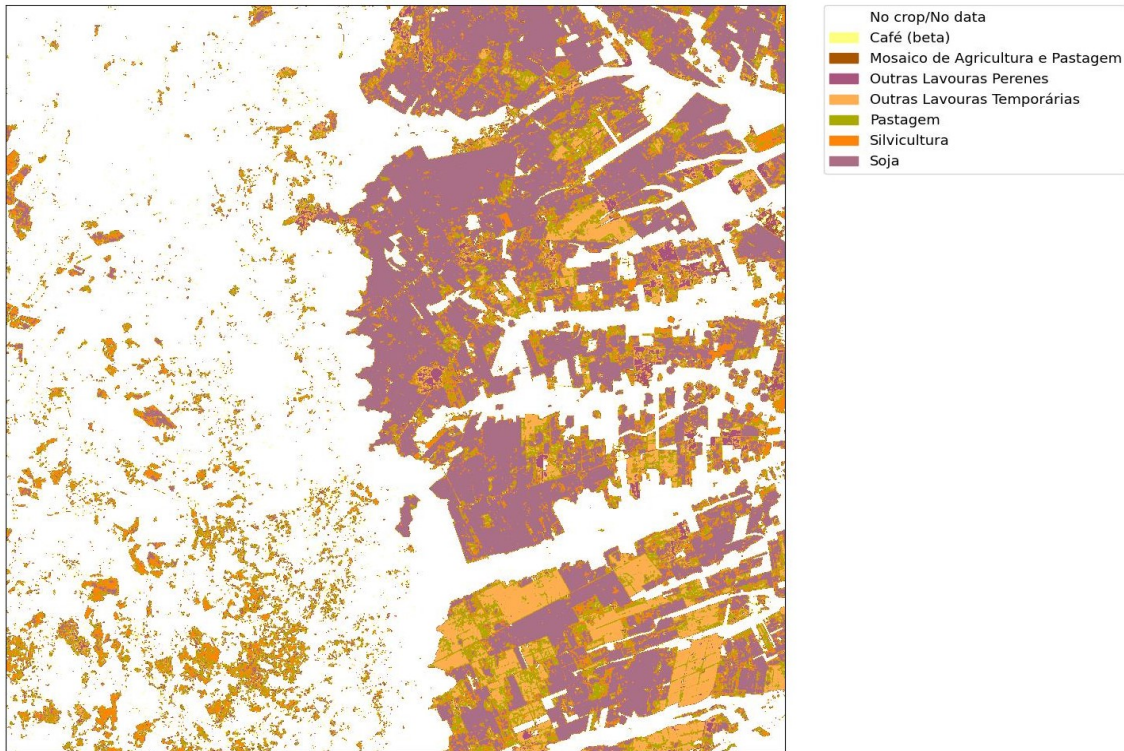 No crop/No data
Café (beta)
Mosaico de Agricultura e Pastagem
Outras Lavouras Perenes
Outras Lavouras Temporárias
Pastagem
Silvicultura
Soja